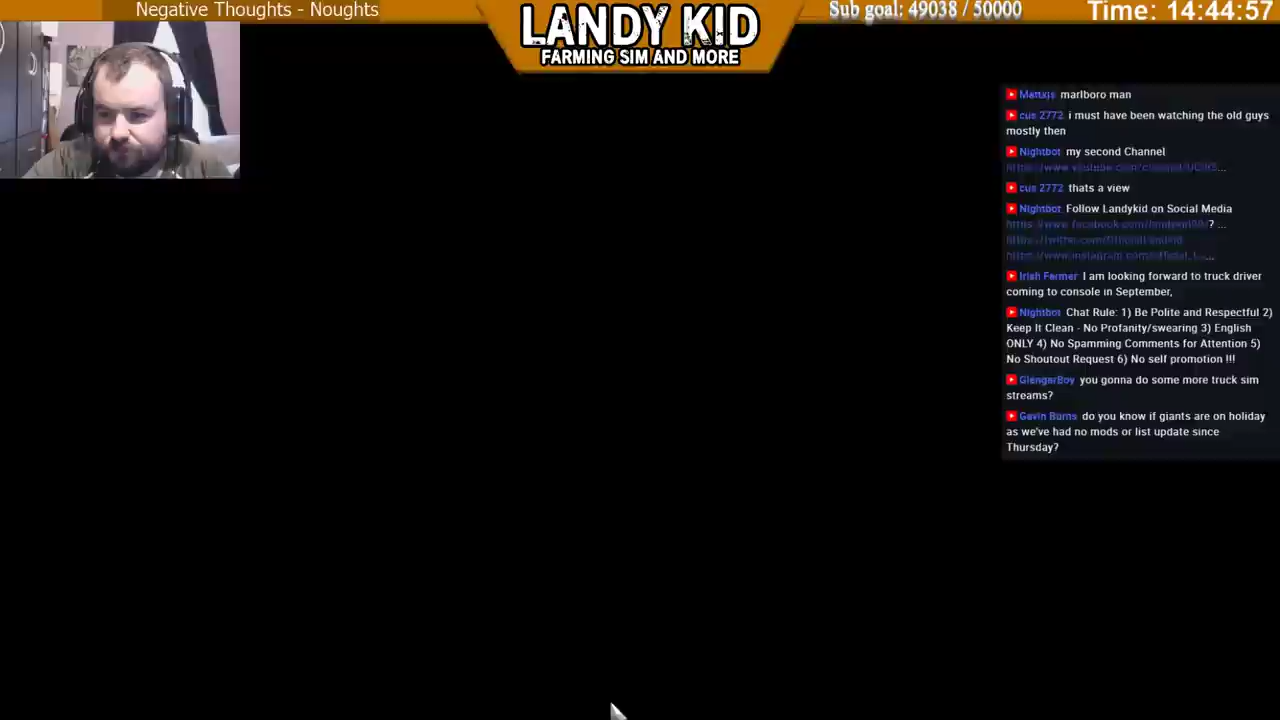 Negative Thoughts - Noughts
Sub goal: 49038 / 50000
Time: 14:44:57
LANDY KID
FARMING SIM AND MORE
marlboro man
cus 2772 i must have been watching the old guys
mostly then
Nightbot my second Channel
cus 2772 thats a view
Nightbot Follow Landykid on Social Media
Irish Farmer I am looking forward to truck driver
coming to console in September,
Nightbot Chat Rule: 1) Be Polite and Respectful 2)
Keep It Clean - No Profanity/swearing 3) English
ONLY 4) No Spamming Comments for Attention 5)
No Shoutout Request 6) No self promotion !!!
GlengarBoy you gonna do some more truck sim
streams?
Gavin Burns do you know if giants are on holiday
as we've had no mods or list update since
Thursday?